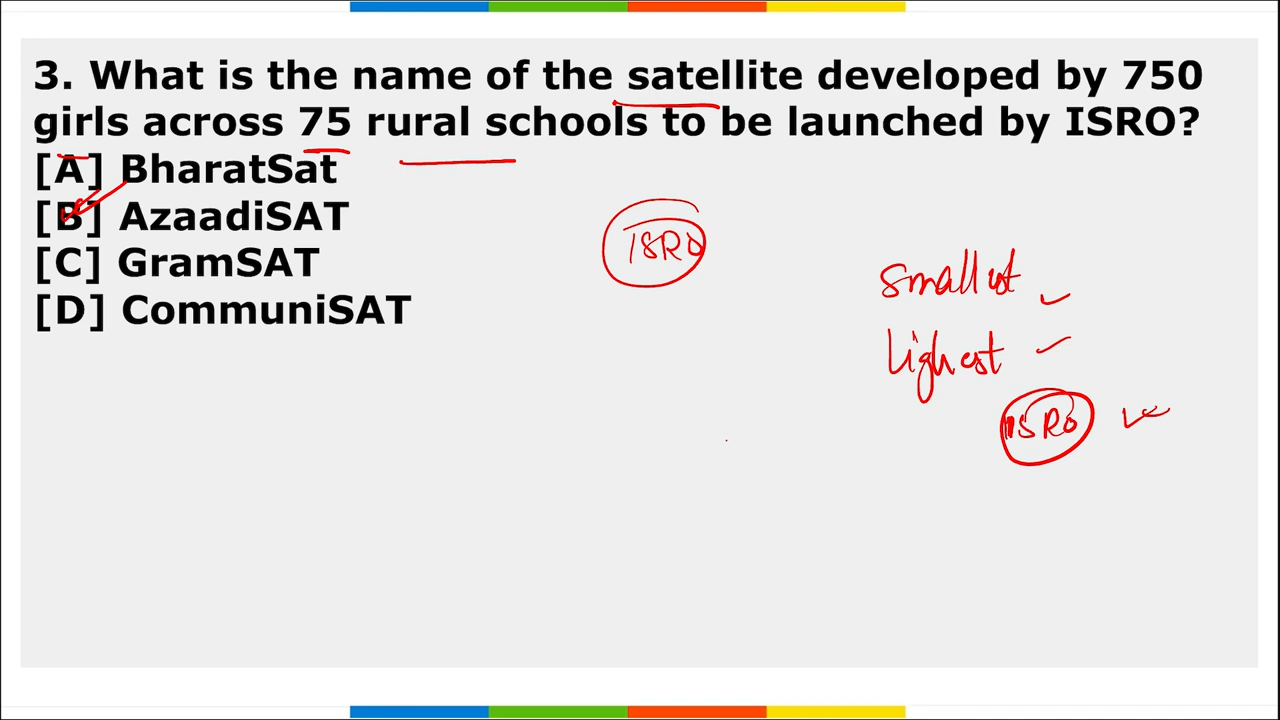 3. What is the name of the satellite developed by 750
girls across 75 rural schools to be launched by ISRO?
[A] BharatSat
[B] AzaadiSAT
[C] GramSAT
[D] CommuniSAT
ISRO
Smallest
lighest
ISRO